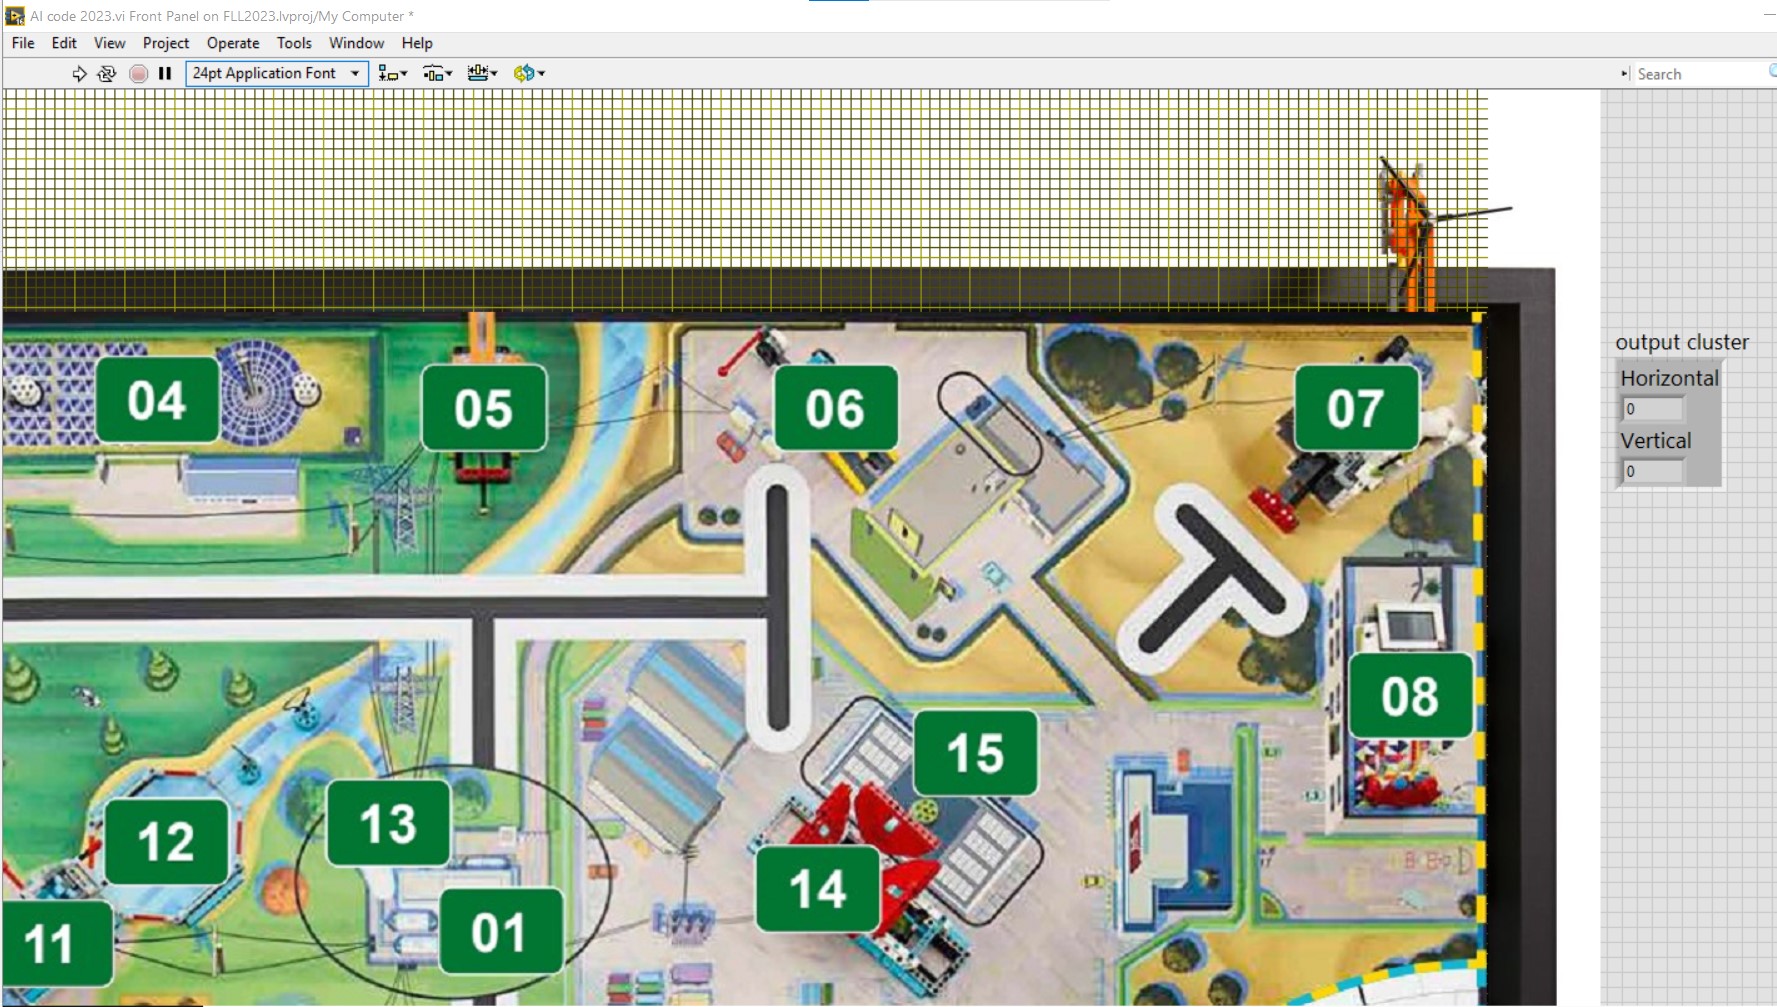 AI code 2023.vi Front Panel on FLL2023.lvproj/My Computer *
File Edit View Project Operate Tools Window Help
24pt Application Font
Search
output cluster
Horizontal
0
Vertical
0
04
05
06
07
08
15
12
13
14
11
01